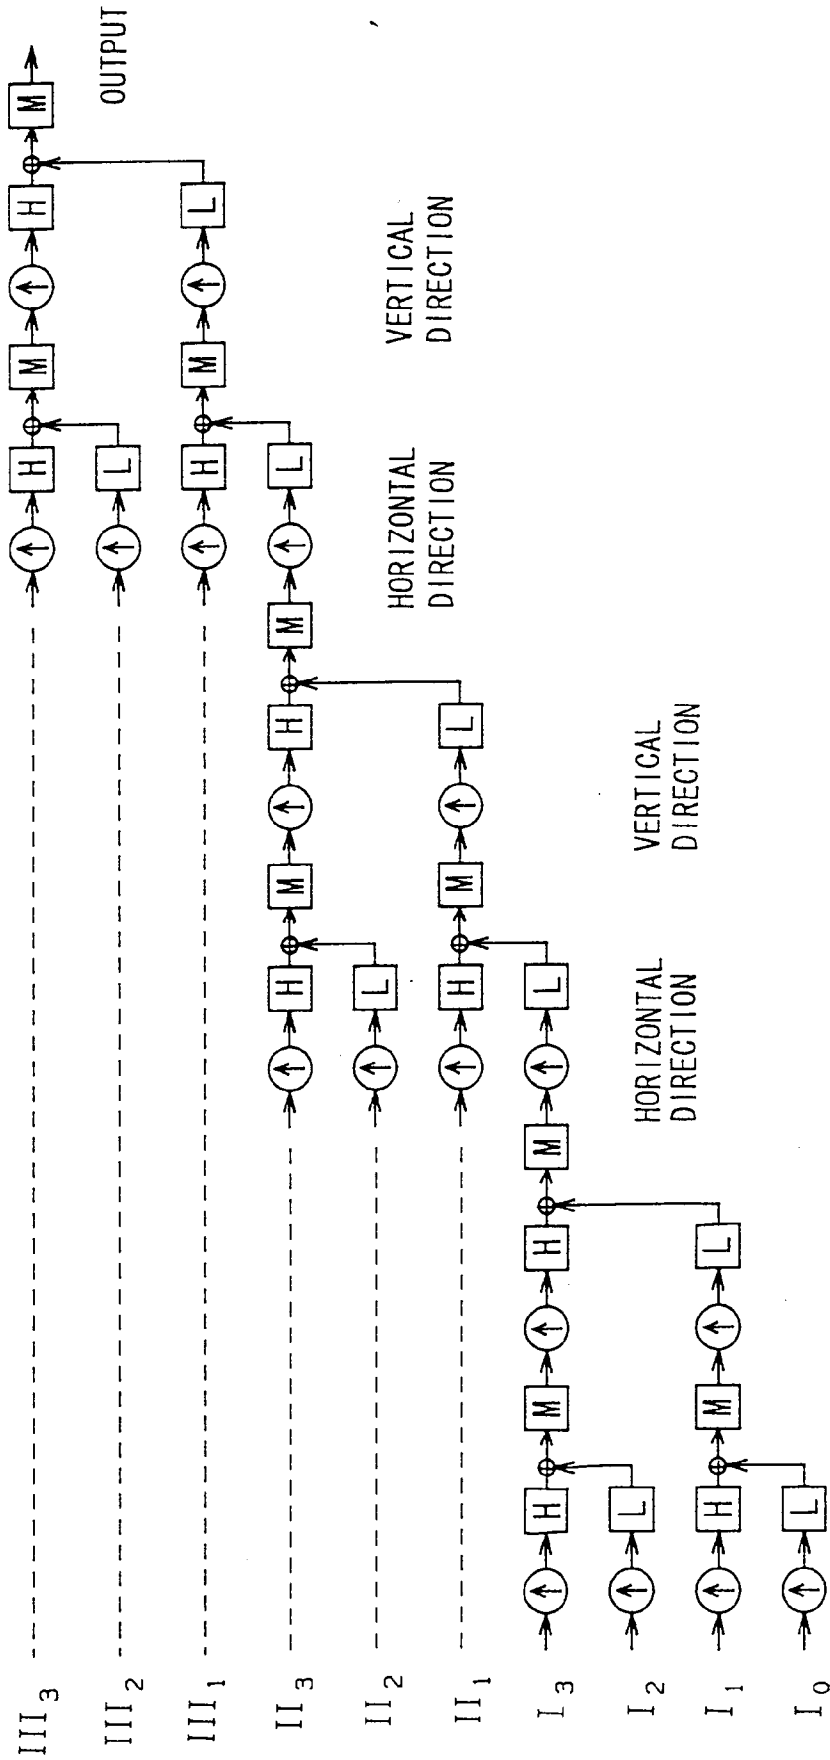 III₃ ↑ H ⊕ M ↑ H ⊕ M
III₂ ↑ L
OUTPUT
III₁ ↑ H ⊕ M ↑ L
II₃ ↑ H ⊕ M ↑ H ⊕ M ↑ L
II₂ ↑ L
HORIZONTAL
DIRECTION
VERTICAL
DIRECTION
II₁ ↑ H ⊕ M ↑ L
I₃ ↑ H ⊕ M ↑ H ⊕ M ↑ L
I₂ ↑ L
HORIZONTAL
DIRECTION
VERTICAL
DIRECTION
I₁ ↑ H ⊕ M ↑ L
I₀ ↑ L